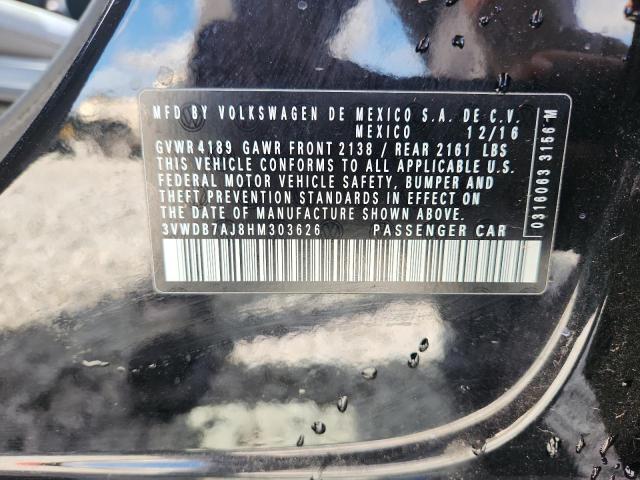 MFD BY VOLKSWAGEN DE MEXICO S.A. DE C.V.
MEXICO 12/16
GVWR 4189 GAWR FRONT 2138 / REAR 2161 LBS
THIS VEHICLE CONFORMS TO ALL APPLICABLE U.S.
FEDERAL MOTOR VEHICLE SAFETY, BUMPER AND
THEFT PREVENTION STANDARDS IN EFFECT ON THE
DATE OF MANUFACTURE SHOWN ABOVE.
3VWDB7AJ8HM303626 PASSENGER CAR
0316063 3156 M